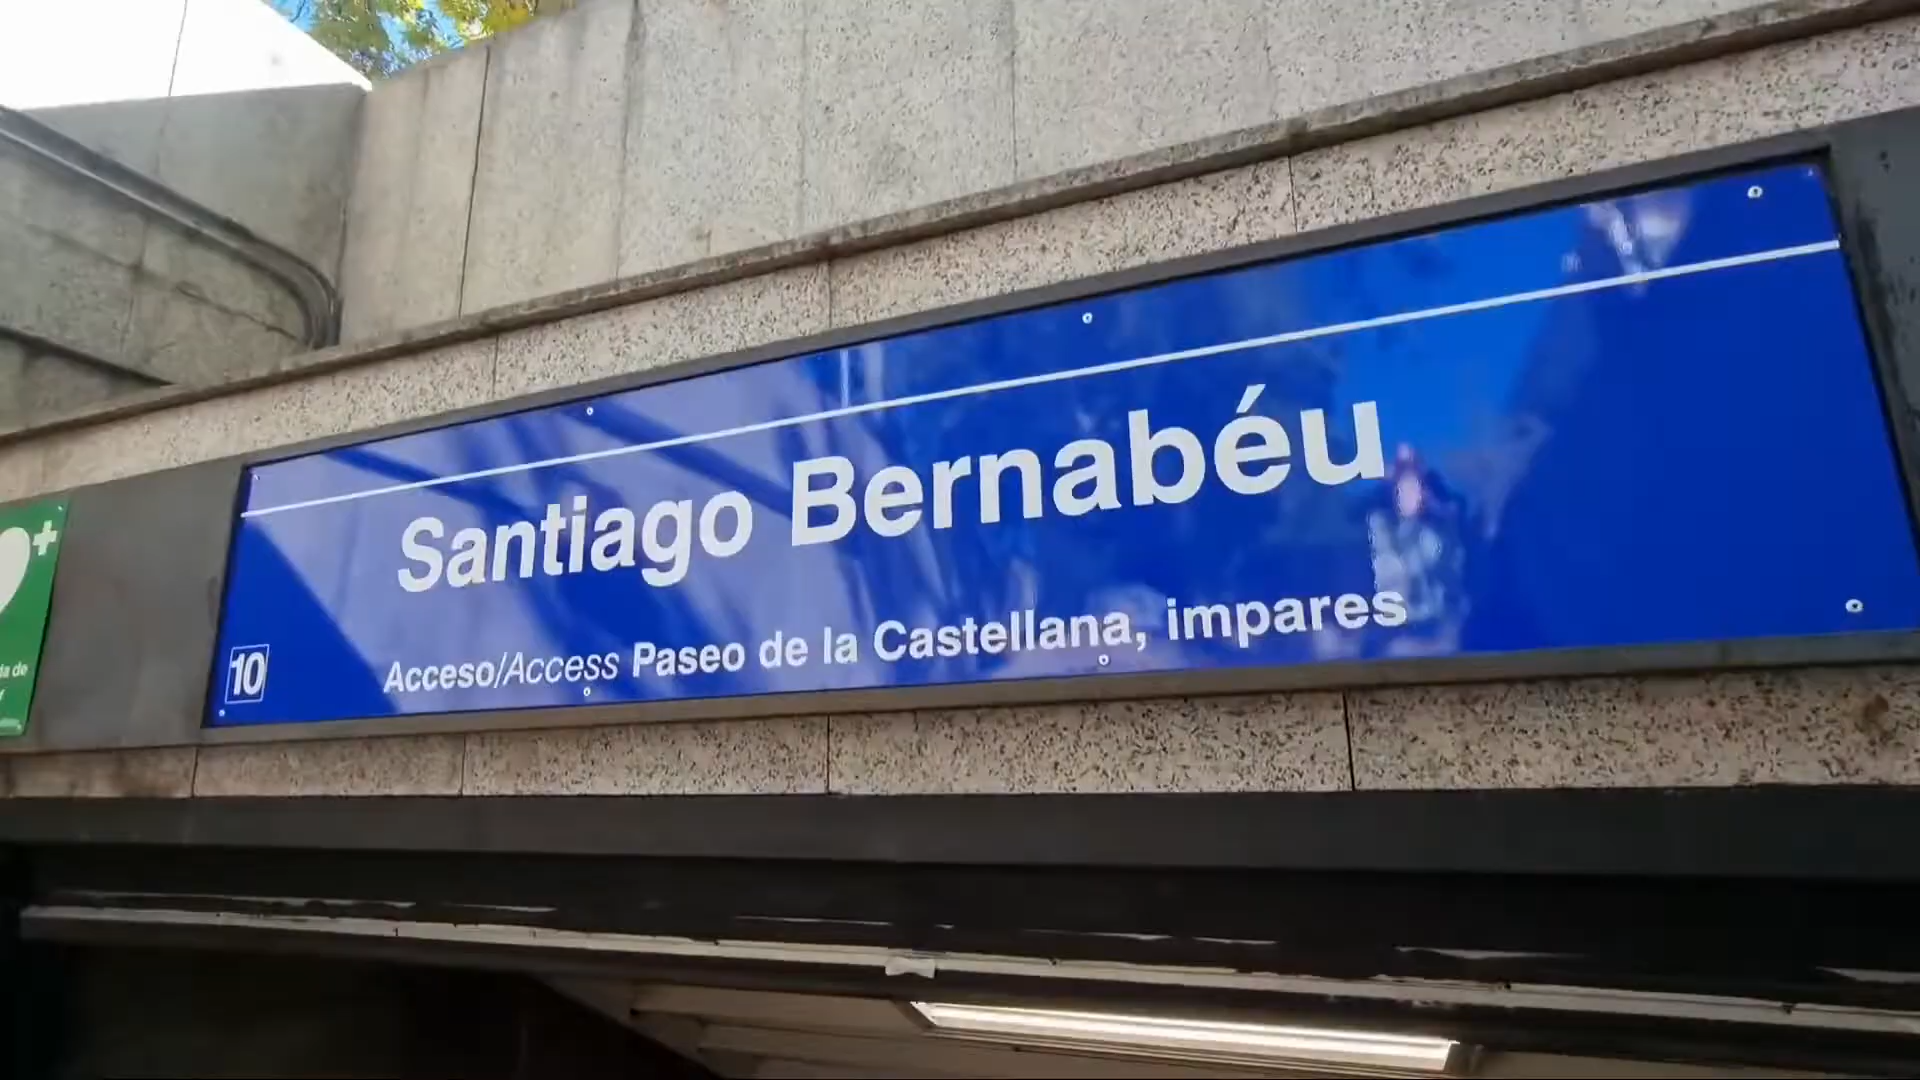 Santiago Bernabéu
10
Acceso/Access Paseo de la Castellana, impares